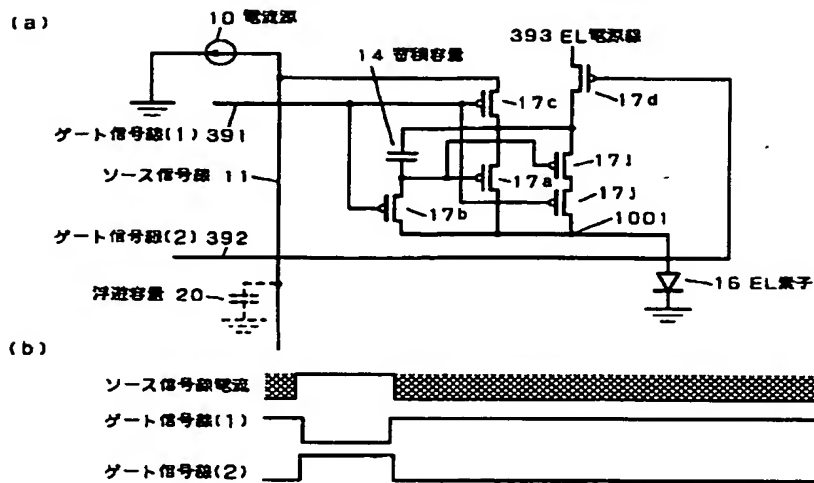 (a)
10 電流源
393 EL電源線
14 蓄積容量
17c
17d
ゲート信号線(1) 391
17i
ソース信号線 11
17a
17j
17b
1001
ゲート信号線(2) 392
浮遊容量 20
16 EL素子
(b)
ソース信号線電流
ゲート信号線(1)
ゲート信号線(2)